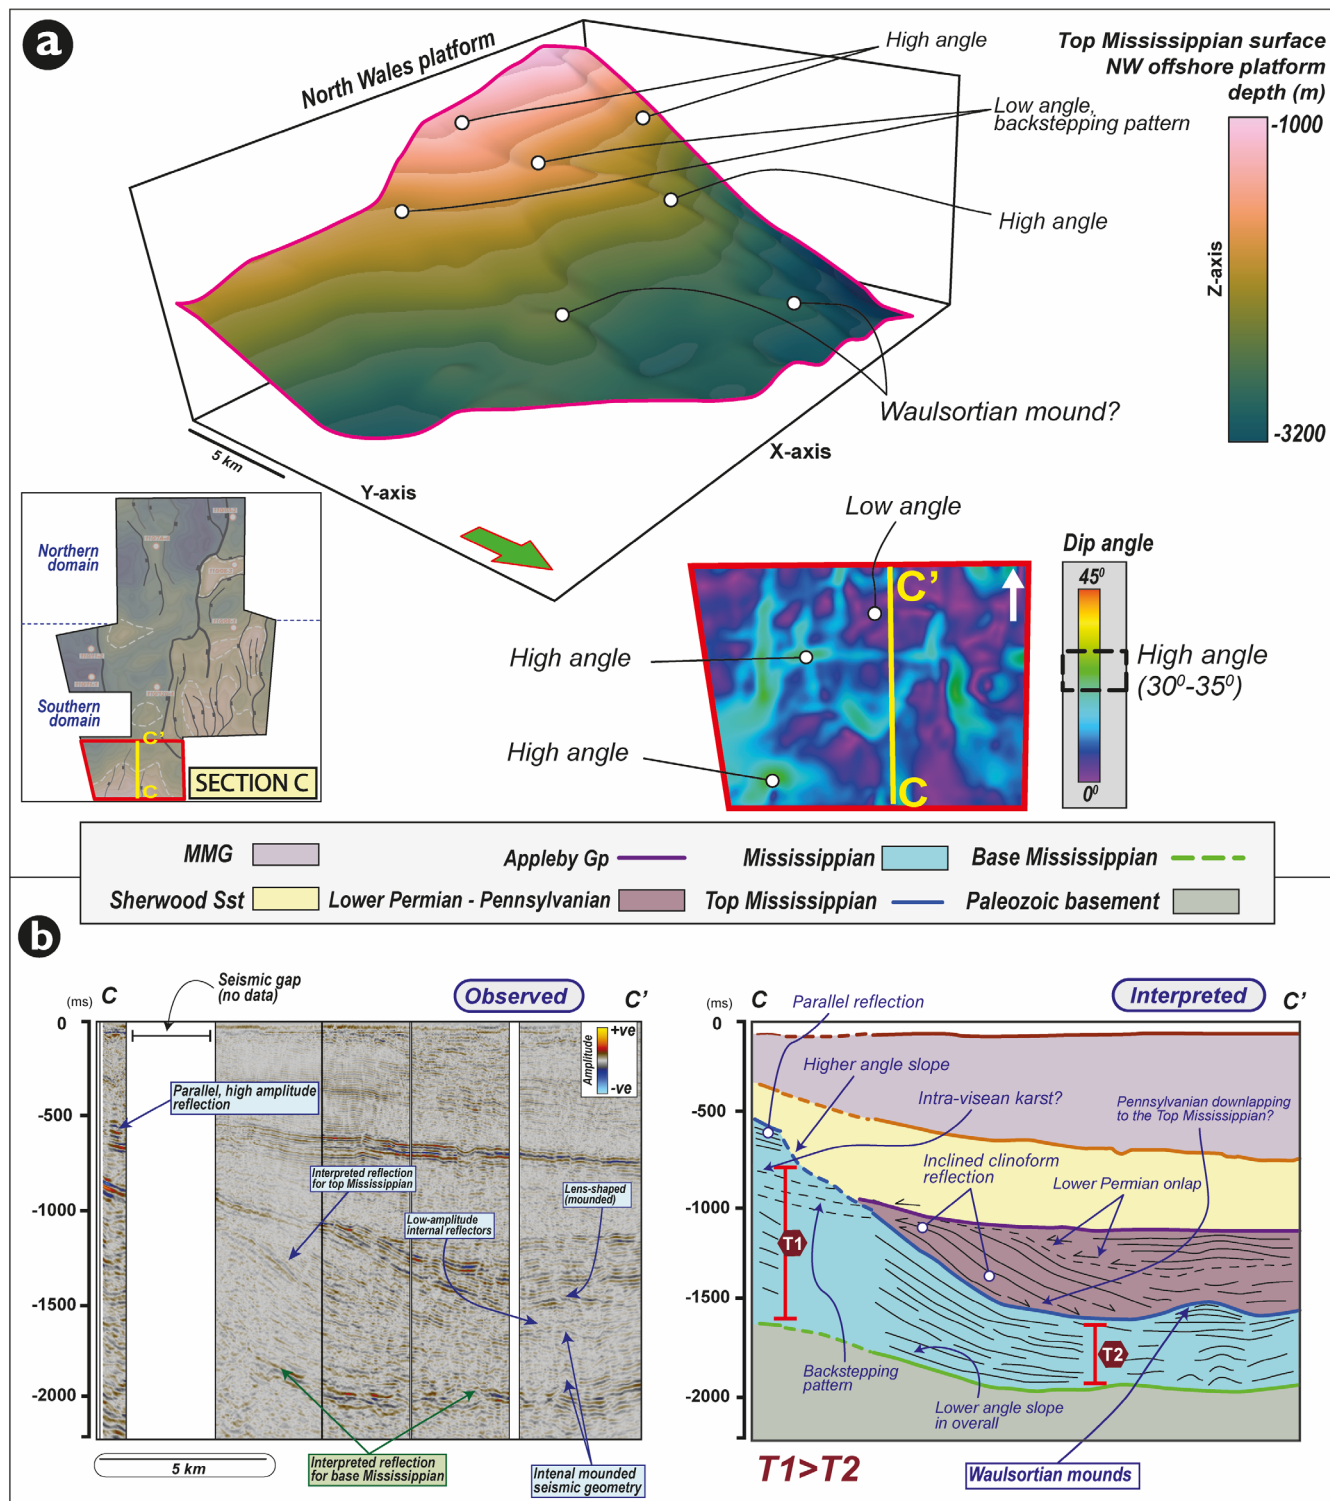 a
North Wales platform
High angle
Top Mississippian surface
NW offshore platform
depth (m)
Low angle,
backstepping pattern
-1000
High angle
Z-axis
Waulsortian mound?
-3200
5 km
X-axis
Y-axis
Low angle
Northern
domain
Southern
domain
C'
C
SECTION C
High angle
High angle
C'
C
Dip angle
45⁰
0⁰
High angle
(30⁰-35⁰)
MMG
Appleby Gp
Mississippian
Base Mississippian
Sherwood Sst
Lower Permian - Pennsylvanian
Top Mississippian
Paleozoic basement
b
(ms)
C
Seismic gap
(no data)
Observed
C'
0
-500
-1000
-1500
-2000
Amplitude
+ve
-ve
Parallel, high amplitude
reflection
Interpreted reflection
for top Mississippian
Low-amplitude
internal reflectors
Lens-shaped
(mounded)
Interpreted reflection
for base Mississippian
Intenal mounded
seismic geometry
5 km
(ms)
C
Parallel reflection
Interpreted
C'
0
-500
-1000
-1500
-2000
Higher angle slope
Intra-visean karst?
Pennsylvanian downlapping
to the Top Mississippian?
Inclined clinoform
reflection
Lower Permian onlap
T1
T2
Backstepping
pattern
Lower angle slope
in overall
T1>T2
Waulsortian mounds